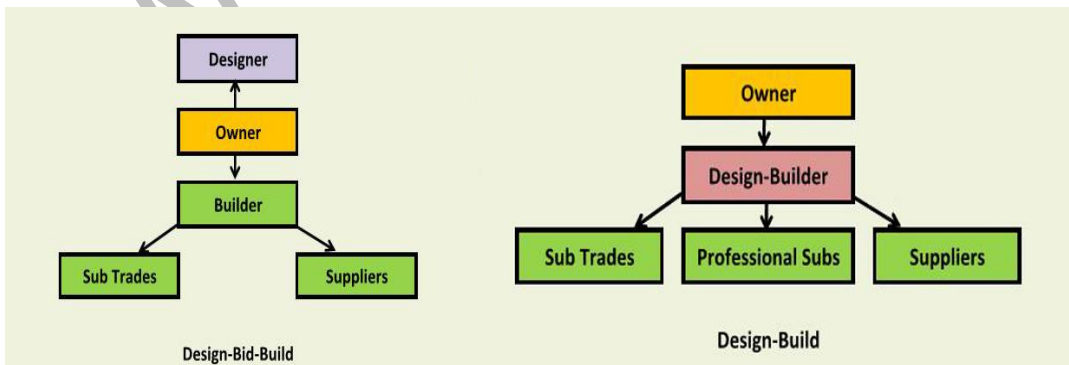 Designer
Owner
Builder
Sub Trades
Suppliers
Design-Bid-Build
Owner
Design-Builder
Sub Trades
Professional Subs
Suppliers
Design-Build